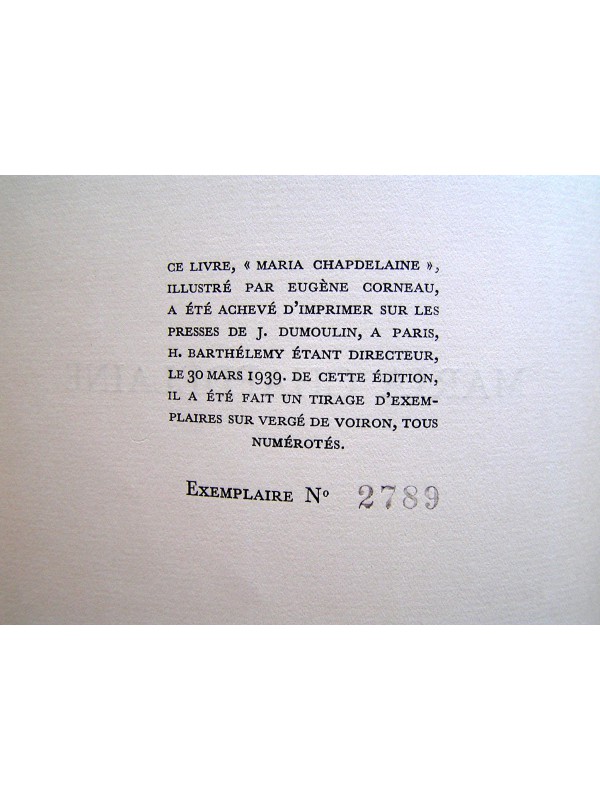 CE LIVRE, « MARIA CHAPDELAINE »,
ILLUSTRÉ PAR EUGÈNE CORNEAU,
A ÉTÉ ACHEVÉ D'IMPRIMER SUR LES
PRESSES DE J. DUMOULIN, A PARIS,
H. BARTHÉLEMY ÉTANT DIRECTEUR,
LE 30 MARS 1939. DE CETTE ÉDITION,
IL A ÉTÉ FAIT UN TIRAGE D'EXEM-
PLAIRES SUR VERGÉ DE VOIRON, TOUS
NUMÉROTÉS.
EXEMPLAIRE No 2789